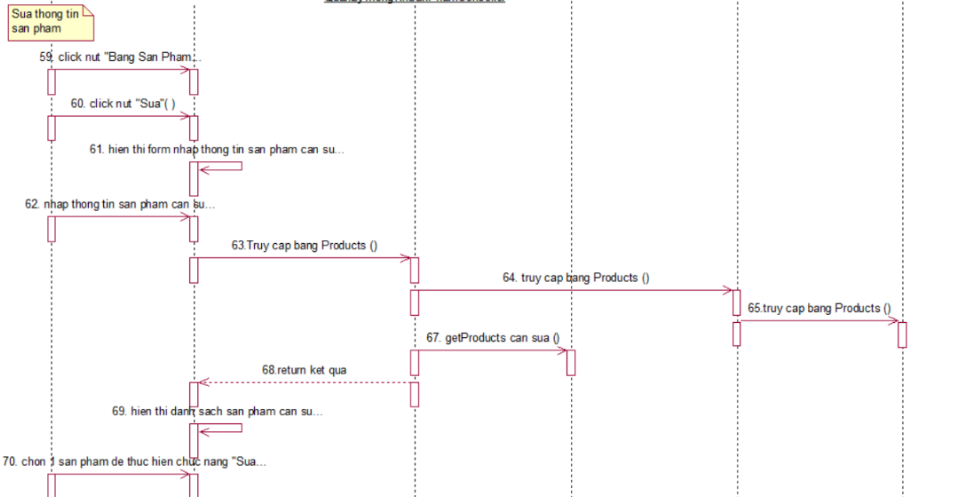 Sua thong tin
san pham
59. click nut "Bang San Pham...
60. click nut "Sua"( )
61. hien thi form nhap thong tin san pham can su...
62. nhap thong tin san pham can su...
63.Truy cap bang Products ()
64. truy cap bang Products ()
65.truy cap bang Products ()
67. getProducts can sua ()
68.return ket qua
69. hien thi danh sach san pham can su...
70. chon 1 san pham de thuc hien chuc nang "Sua...